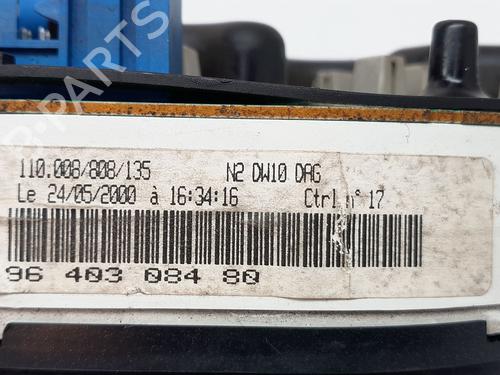 110.008/808/135 N2 DW10 DAG
Le 24/05/2000 à 16:34:16 Ctrl n° 17
96 403 084 80